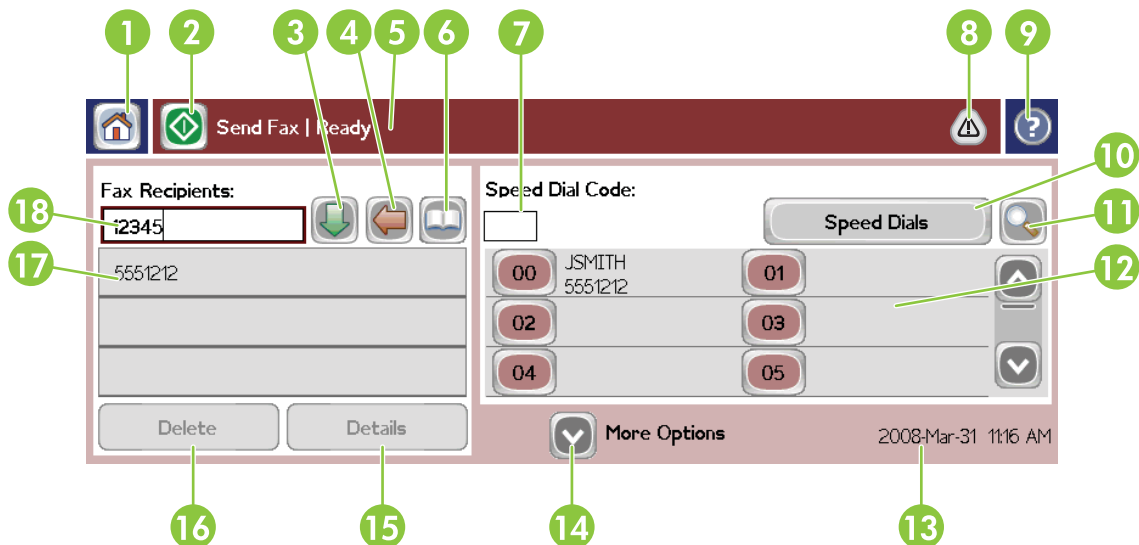 1 2 3 4 5 6 7 8 9
Send Fax | Ready
10
Fax Recipients:
Speed Dial Code:
18
12345
Speed Dials
11
17
5551212
00 JSMITH 01
5551212
12
02 03
04 05
Delete Details
More Options
2008-Mar-31 11:16 AM
16 15 14 13